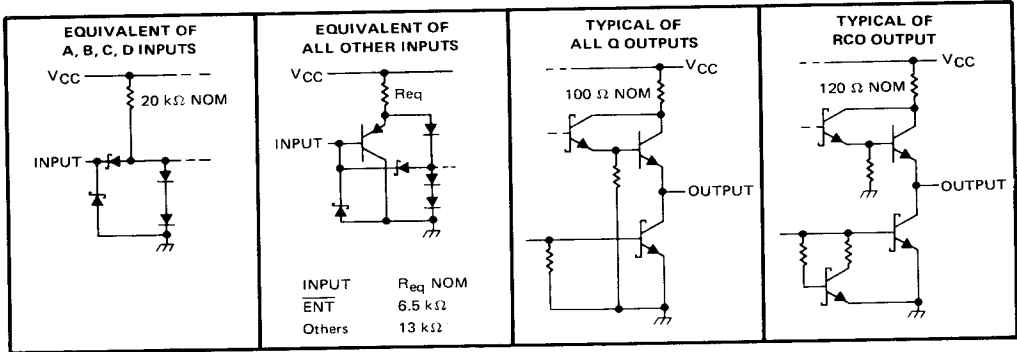 EQUIVALENT OF
A, B, C, D INPUTS
VCC
20 kΩ NOM
INPUT
EQUIVALENT OF
ALL OTHER INPUTS
VCC
Req
INPUT
INPUT Req NOM
ENT 6.5 kΩ
Others 13 kΩ
TYPICAL OF
ALL Q OUTPUTS
VCC
100 Ω NOM
OUTPUT
TYPICAL OF
RCO OUTPUT
VCC
120 Ω NOM
OUTPUT